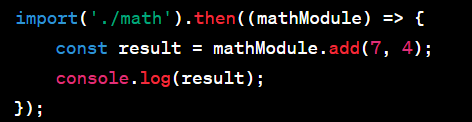 import('./math').then((mathModule) => {
    const result = mathModule.add(7, 4);
    console.log(result);
});